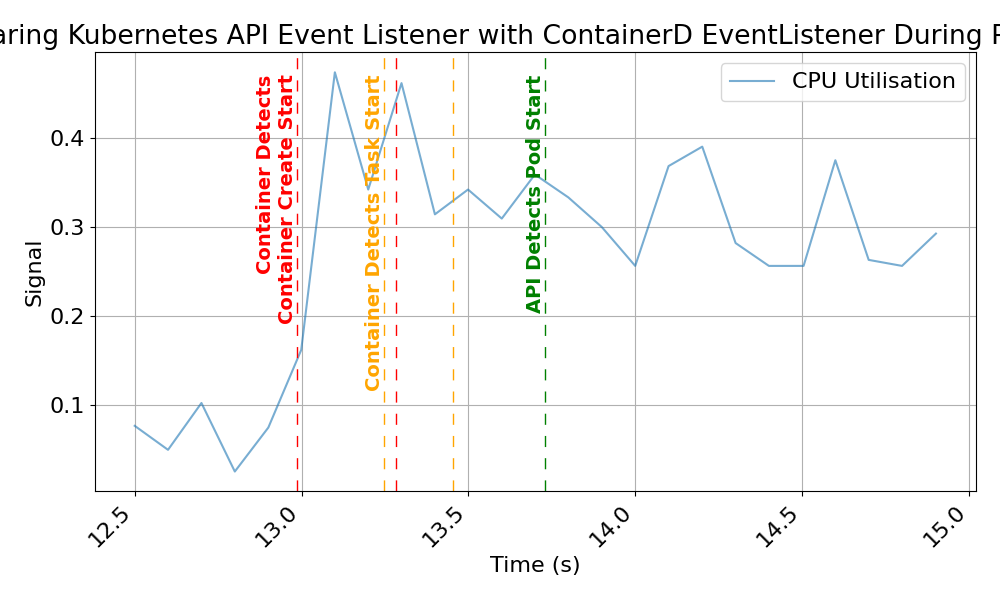 aring Kubernetes API Event Listener with ContainerD EventListener During P
CPU Utilisation
Container Detects
Container Create Start
Container Detects Task Start
API Detects Pod Start
Signal
0.4
0.3
0.2
0.1
12.5
13.0
13.5
14.0
14.5
15.0
Time (s)